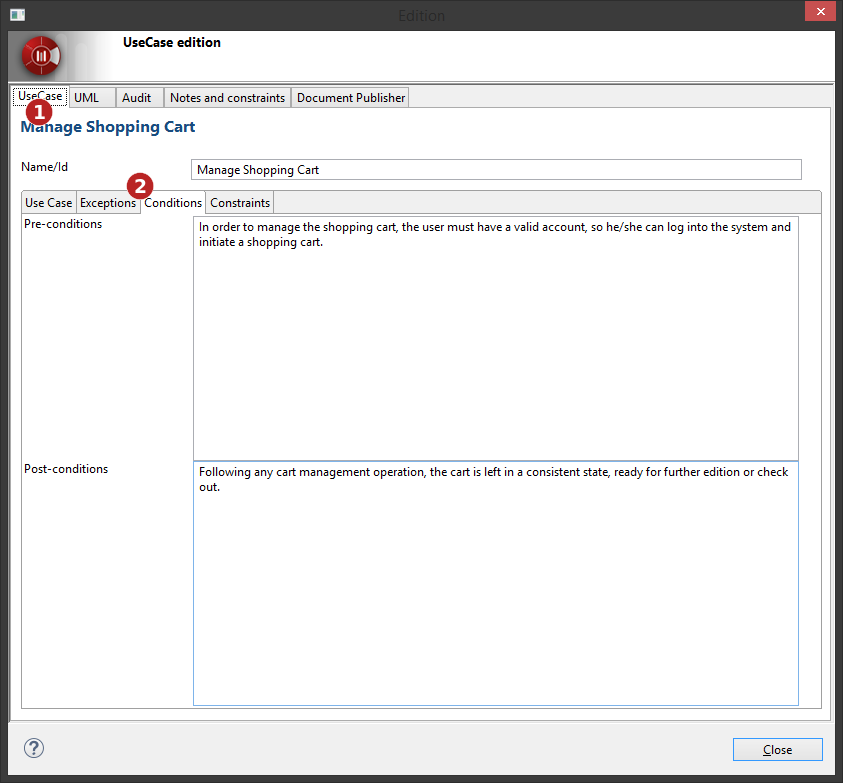 Edition
UseCase edition
UseCase UML Audit Notes and constraints Document Publisher
1
Manage Shopping Cart
Name/Id Manage Shopping Cart
2
Use Case Exceptions Conditions Constraints
Pre-conditions
In order to manage the shopping cart, the user must have a valid account, so he/she can log into the system and
initiate a shopping cart.
Post-conditions
Following any cart management operation, the cart is left in a consistent state, ready for further edition or check
out.
?
Close